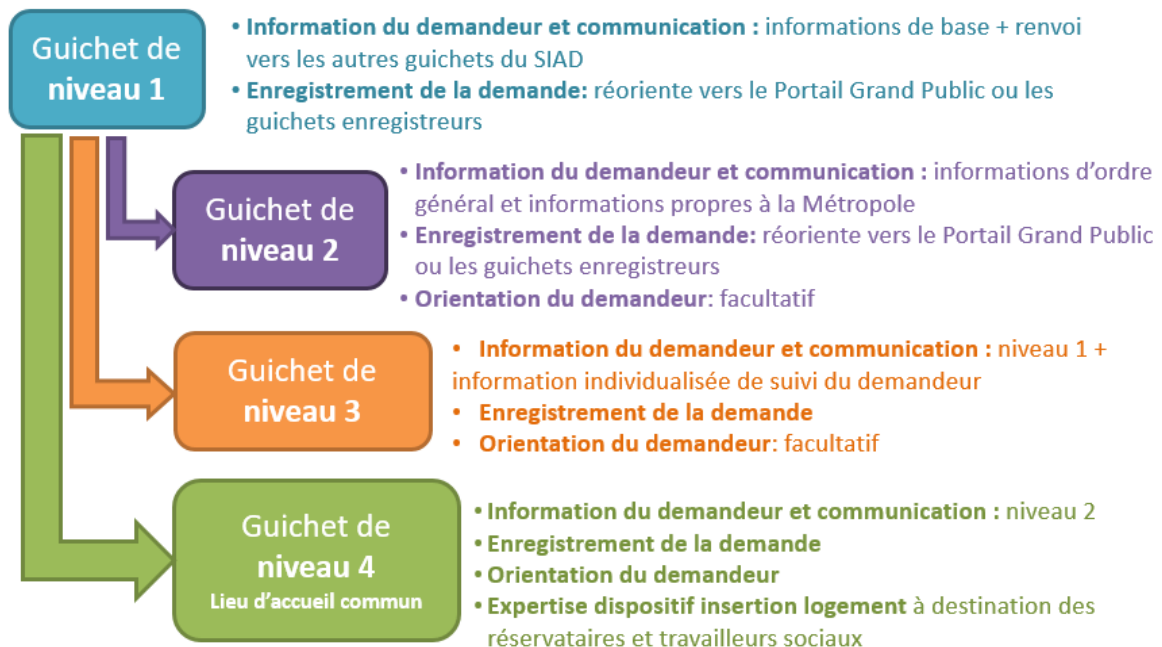 Guichet de
niveau 1
• Information du demandeur et communication : informations de base + renvoi
vers les autres guichets du SIAD
• Enregistrement de la demande: réoriente vers le Portail Grand Public ou les
guichets enregistreurs
Guichet de
niveau 2
• Information du demandeur et communication : informations d’ordre
général et informations propres à la Métropole
• Enregistrement de la demande: réoriente vers le Portail Grand Public
ou les guichets enregistreurs
• Orientation du demandeur: facultatif
Guichet de
niveau 3
• Information du demandeur et communication : niveau 1 +
information individualisée de suivi du demandeur
• Enregistrement de la demande
• Orientation du demandeur: facultatif
Guichet de
niveau 4
Lieu d’accueil commun
• Information du demandeur et communication : niveau 2
• Enregistrement de la demande
• Orientation du demandeur
• Expertise dispositif insertion logement à destination des
réservataires et travailleurs sociaux